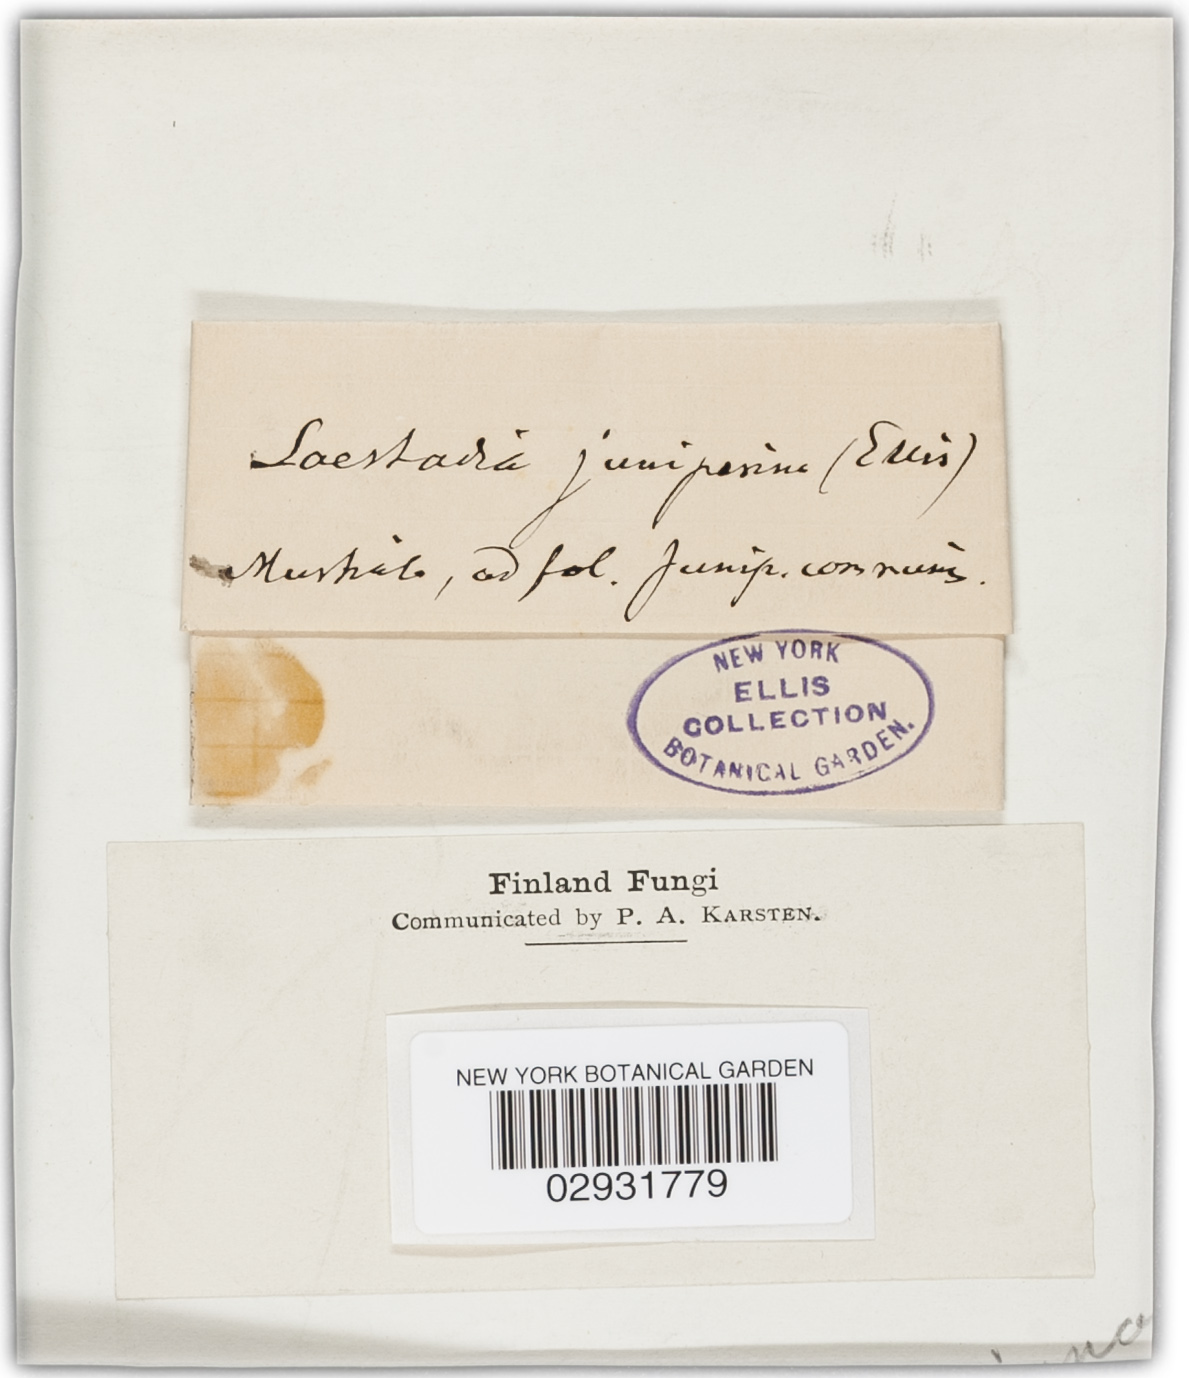 Laestadia juniperina (Ellis)
Mustiala, ad fol. Junip. communis.
NEW YORK
ELLIS
COLLECTION
BOTANICAL GARDEN.
Finland Fungi
Communicated by P. A. KARSTEN.
NEW YORK BOTANICAL GARDEN
02931779